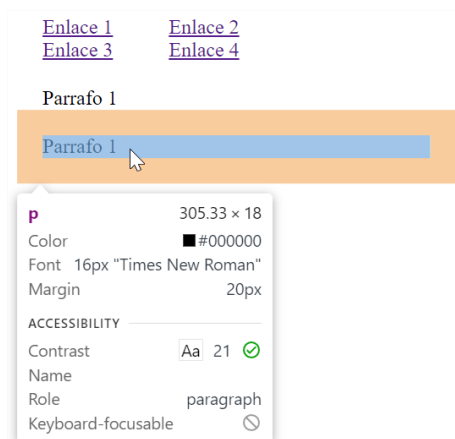 Enlace 1 Enlace 2
Enlace 3 Enlace 4
Parrafo 1
Parrafo 1
p 305.33 × 18
Color #000000
Font 16px "Times New Roman"
Margin 20px
ACCESSIBILITY
Contrast Aa 21
Name
Role paragraph
Keyboard-focusable